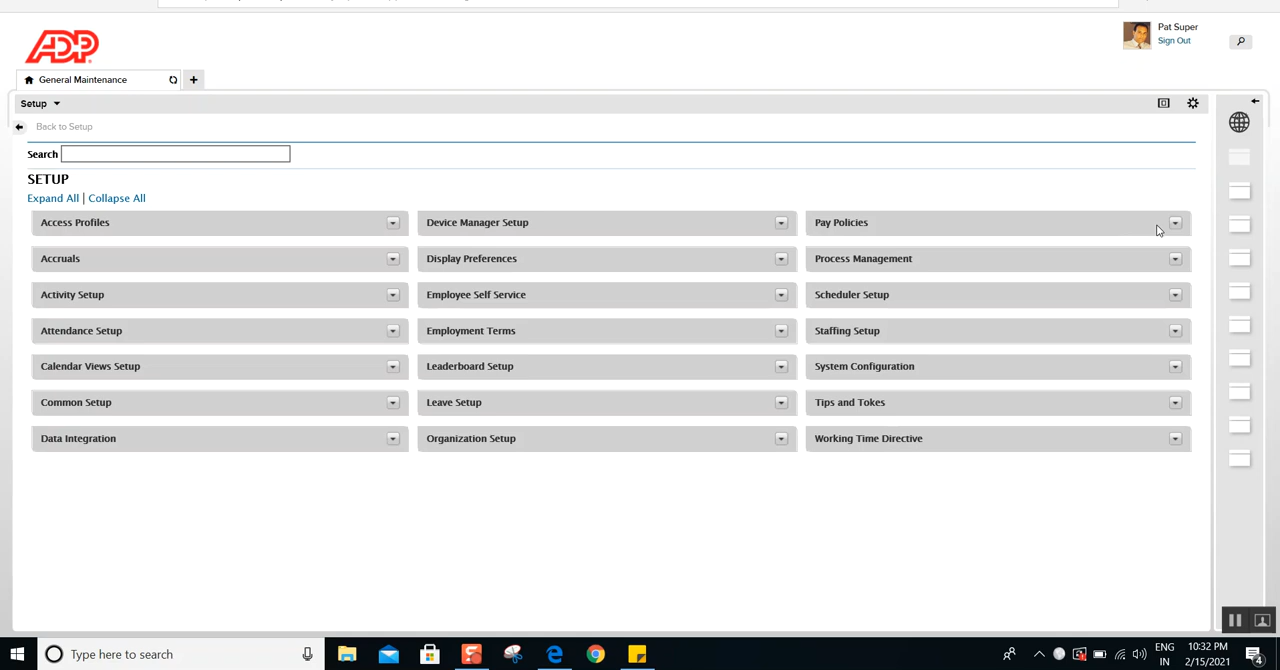 Pat Super
Sign Out
ADP
General Maintenance
Setup
Back to Setup
Search
SETUP
Expand All | Collapse All
Access Profiles
Device Manager Setup
Pay Policies
Accruals
Display Preferences
Process Management
Activity Setup
Employee Self Service
Scheduler Setup
Attendance Setup
Employment Terms
Staffing Setup
Calendar Views Setup
Leaderboard Setup
System Configuration
Common Setup
Leave Setup
Tips and Tokes
Data Integration
Organization Setup
Working Time Directive
Type here to search
ENG
IN
10:32 PM
2/15/2021
4